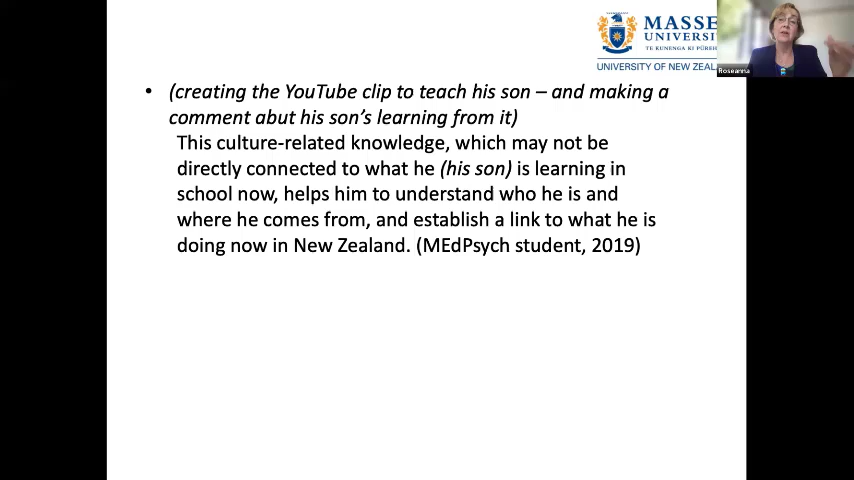 MASSE
UNIVERSI
TE KUNENGA KI PŪREH
UNIVERSITY OF NEW ZEAL
Roseanna
• (creating the YouTube clip to teach his son – and making a
comment abut his son's learning from it)
This culture-related knowledge, which may not be
directly connected to what he (his son) is learning in
school now, helps him to understand who he is and
where he comes from, and establish a link to what he is
doing now in New Zealand. (MEdPsych student, 2019)